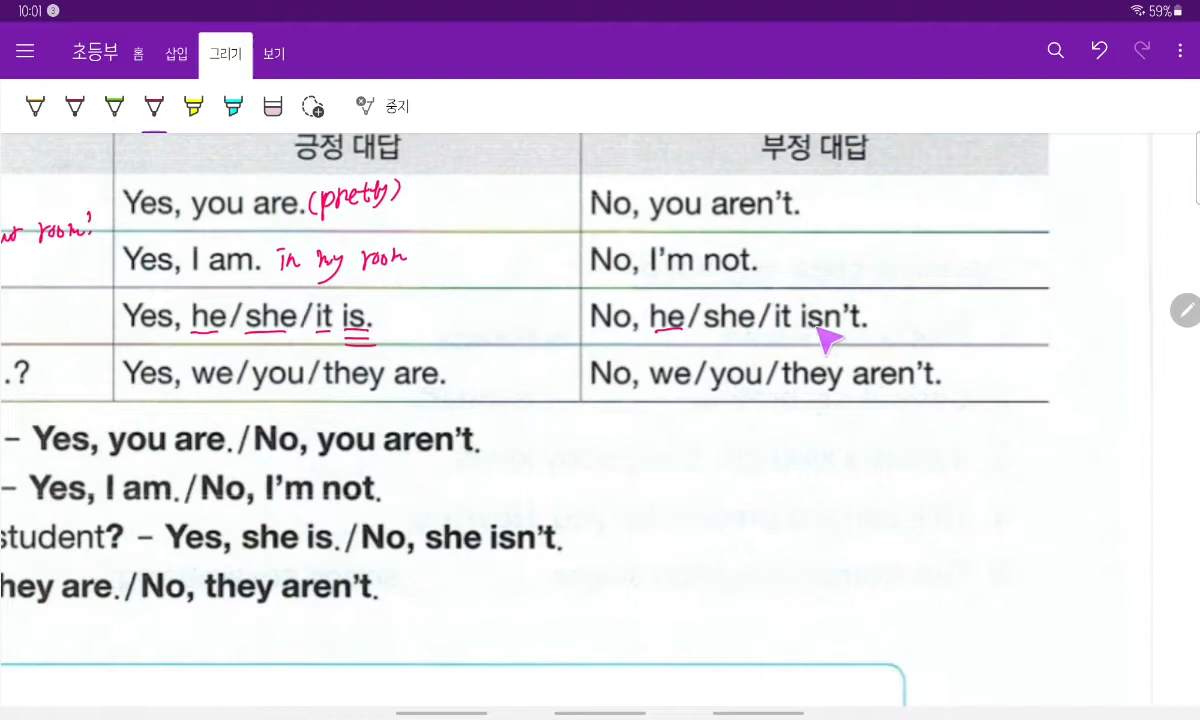 10:01 3 59%
초등부 홈 삽입 그리기 보기
중지
긍정 대답 부정 대답
Yes, you are. (pretty) No, you aren't.
room?
Yes, I am. in my room No, I'm not.
Yes, he/she/it is. No, he/she/it isn't.
.? Yes, we/you/they are. No, we/you/they aren't.
– Yes, you are./No, you aren't.
– Yes, I am./No, I'm not.
student? – Yes, she is./No, she isn't.
hey are./No, they aren't.